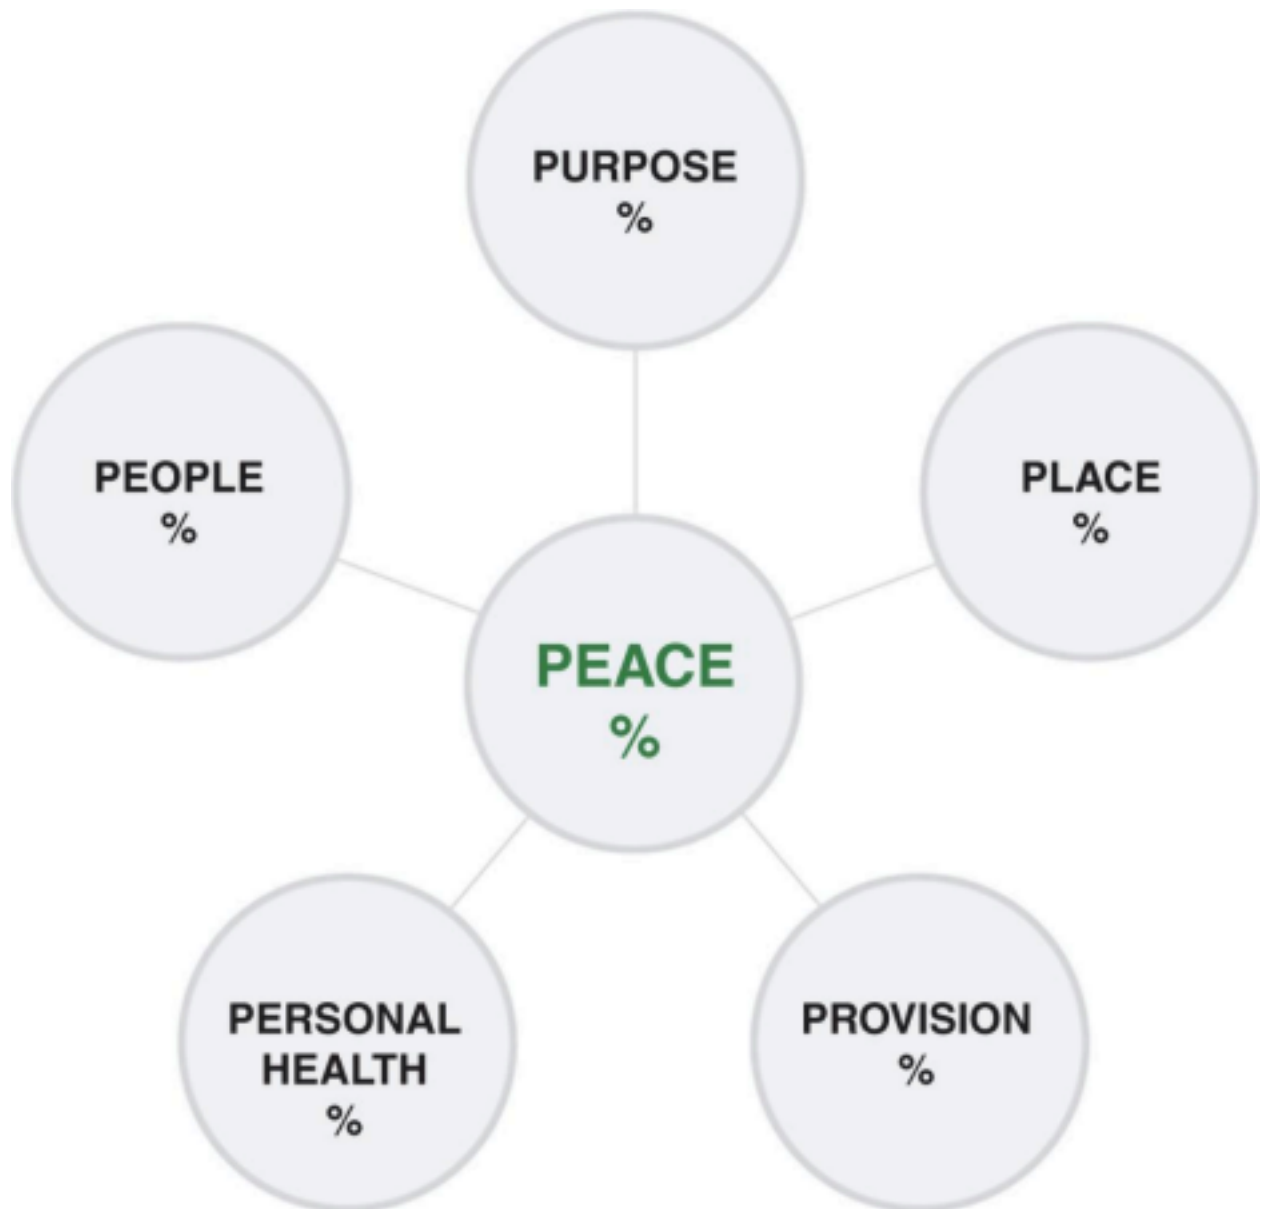 PURPOSE
%
PEOPLE
%
PLACE
%
PEACE
%
PERSONAL
HEALTH
%
PROVISION
%